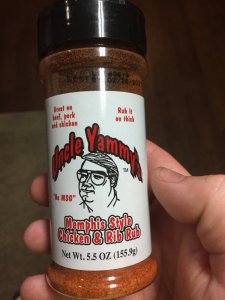 Great on
beef, pork
and chicken
Rub it
on thick
Uncle Yammy's
TM
"No MSG"
Memphis Style
Chicken & Rib Rub
Net Wt. 5.5 OZ (155.9g)